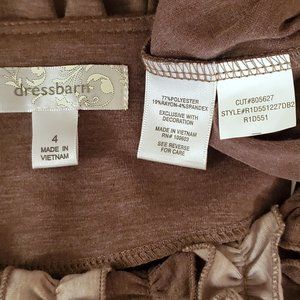 dressbarn
4
MADE IN
VIETNAM
77%POLYESTER
19%RAYON-4%SPANDEX
EXCLUSIVE WITH
DECORATION
MADE IN VIETNAM
RN# 109602
SEE REVERSE
FOR CARE
CUT#805627
STYLE#R1D551227DB2
R1D551